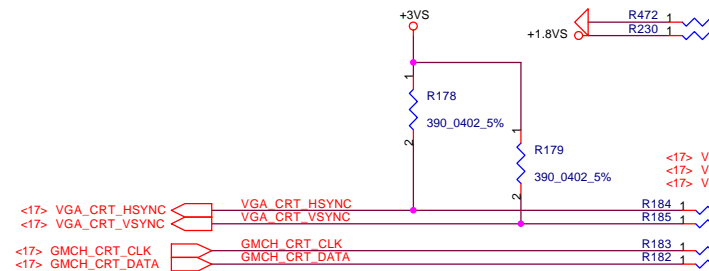 +3VS
R472 1
+1.8VS R230 1
1
R178
390_0402_5%
2
1
R179
390_0402_5%
2
<17> V
<17> V
<17> V
<17> VGA_CRT_HSYNC VGA_CRT_HSYNC R184 1
<17> VGA_CRT_VSYNC VGA_CRT_VSYNC R185 1
<17> GMCH_CRT_CLK GMCH_CRT_CLK R183 1
<17> GMCH_CRT_DATA GMCH_CRT_DATA R182 1